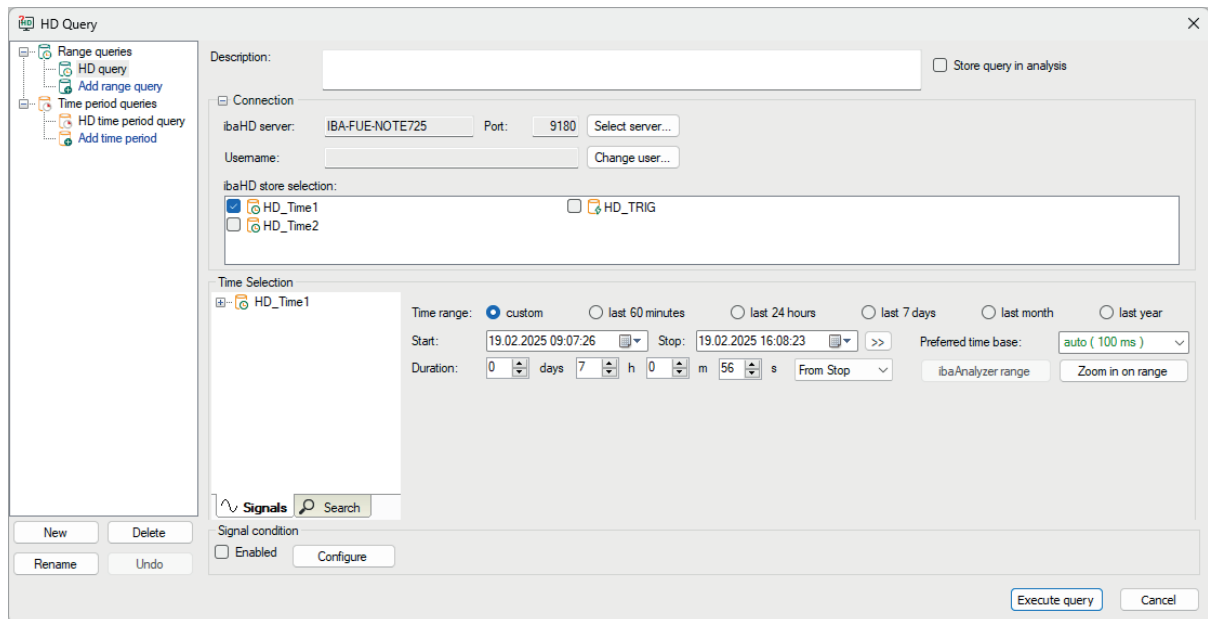 HD Query
Range queries
HD query
Add range query
Time period queries
HD time period query
Add time period
New Delete
Rename Undo
Description:
Store query in analysis
Connection
ibaHD server: IBA-FUE-NOTE725 Port: 9180 Select server...
Username: Change user...
ibaHD store selection:
HD_Time1 HD_TRIG
HD_Time2
Time Selection
HD_Time1
Time range: custom last 60 minutes last 24 hours last 7 days last month last year
Start: 19.02.2025 09:07:26 Stop: 19.02.2025 16:08:23 >> Preferred time base: auto ( 100 ms )
Duration: 0 days 7 h 0 m 56 s From Stop ibaAnalyzer range Zoom in on range
Signals Search
Signal condition
Enabled Configure
Execute query Cancel